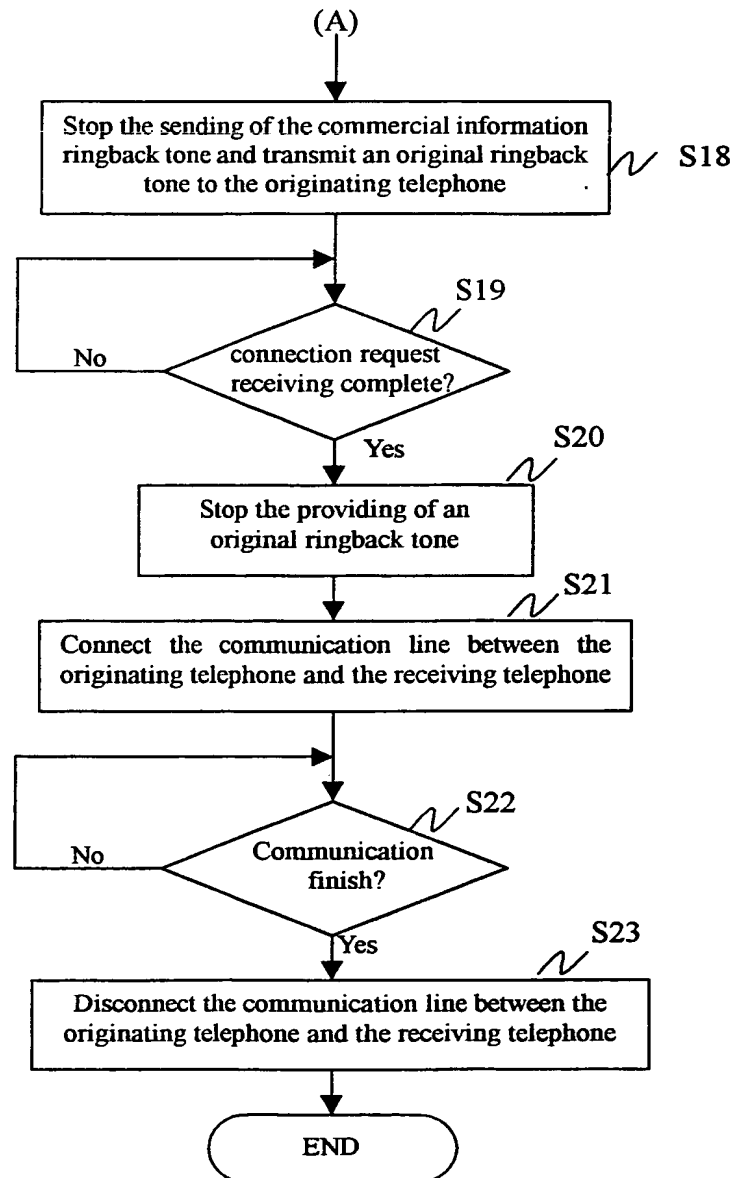 (A)
Stop the sending of the commercial information
ringback tone and transmit an original ringback
tone to the originating telephone
S18
S19
connection request
receiving complete?
No
Yes
S20
Stop the providing of an
original ringback tone
S21
Connect the communication line between the
originating telephone and the receiving telephone
S22
Communication
finish?
No
Yes
S23
Disconnect the communication line between the
originating telephone and the receiving telephone
END